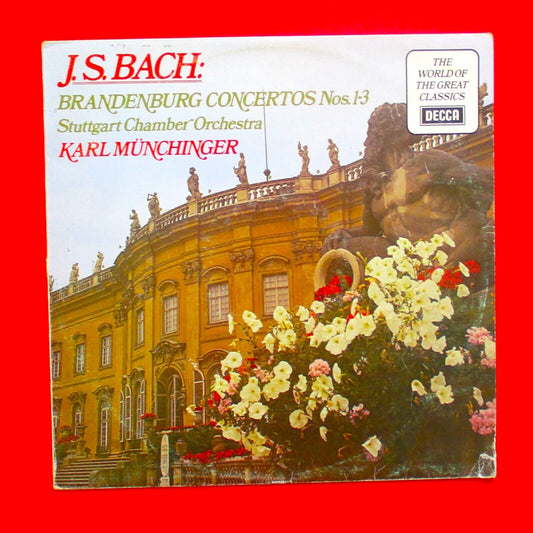 J.S. BACH:
BRANDENBURG CONCERTOS Nos. 1-3
Stuttgart Chamber Orchestra
KARL MÜNCHINGER
THE
WORLD OF
THE GREAT
CLASSICS
DECCA